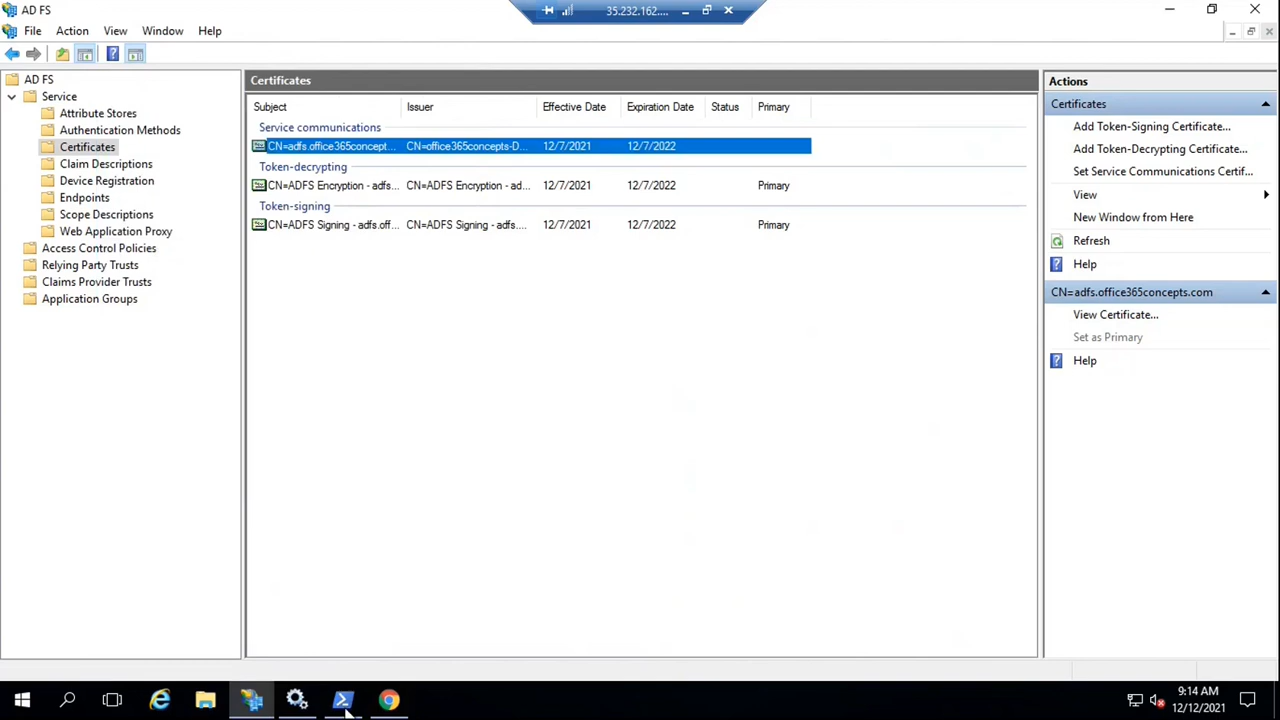 AD FS
35.232.162....
File Action View Window Help
AD FS
Service
Attribute Stores
Authentication Methods
Certificates
Claim Descriptions
Device Registration
Endpoints
Scope Descriptions
Web Application Proxy
Access Control Policies
Relying Party Trusts
Claims Provider Trusts
Application Groups
Certificates
Subject Issuer Effective Date Expiration Date Status Primary
Service communications
CN=adfs.office365concept... CN=office365concepts-D... 12/7/2021 12/7/2022
Token-decrypting
CN=ADFS Encryption - adfs... CN=ADFS Encryption - ad... 12/7/2021 12/7/2022 Primary
Token-signing
CN=ADFS Signing - adfs.off... CN=ADFS Signing - adfs.... 12/7/2021 12/7/2022 Primary
Actions
Certificates
Add Token-Signing Certificate...
Add Token-Decrypting Certificate...
Set Service Communications Certif...
View
New Window from Here
Refresh
Help
CN=adfs.office365concepts.com
View Certificate...
Set as Primary
Help
9:14 AM
12/12/2021